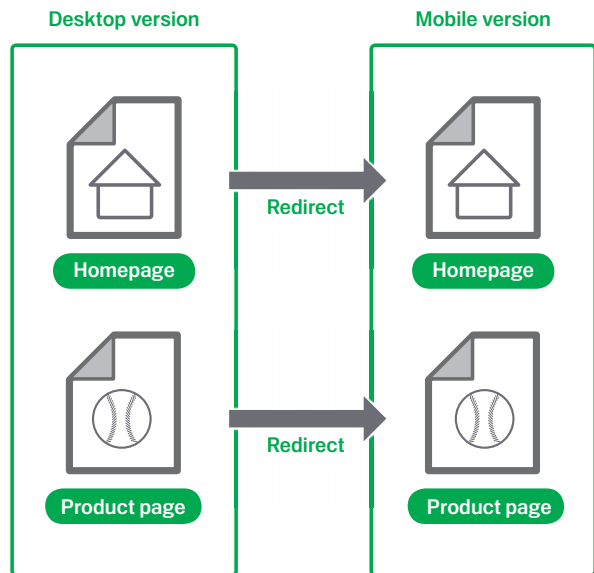 Desktop version
Mobile version
Redirect
Homepage
Homepage
Redirect
Product page
Product page